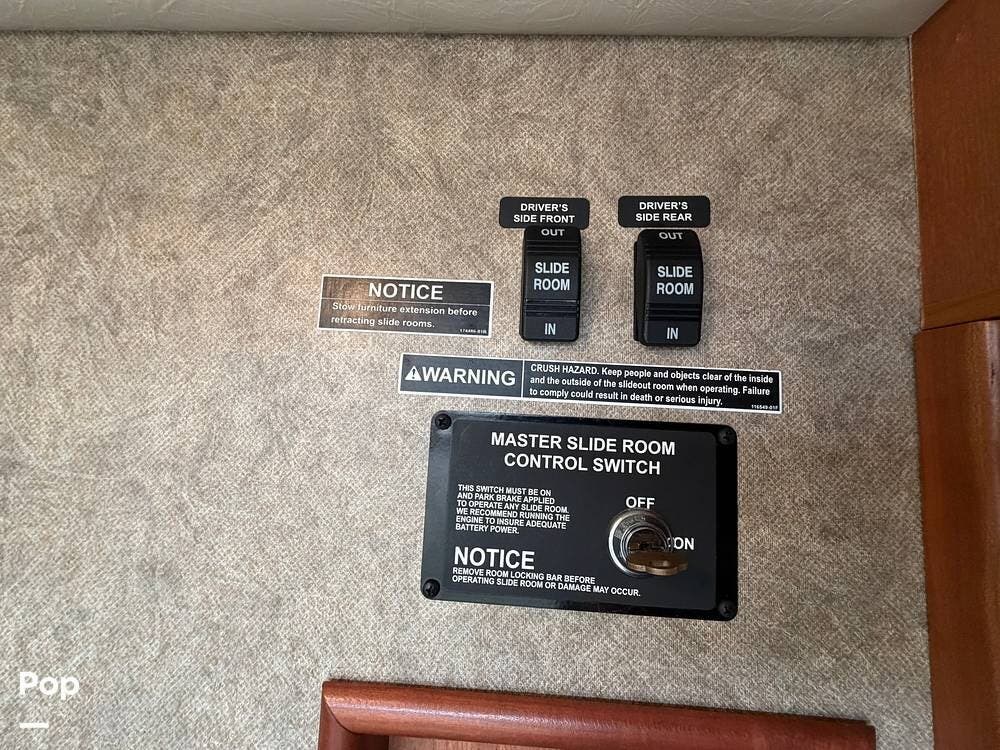 DRIVER'S
SIDE FRONT
OUT
SLIDE
ROOM
IN
DRIVER'S
SIDE REAR
OUT
SLIDE
ROOM
IN
NOTICE
Stow furniture extension before
retracting slide rooms.
WARNING
CRUSH HAZARD. Keep people and objects clear of the inside
and the outside of the slideout room when operating. Failure
to comply could result in death or serious injury.
116549-01F
MASTER SLIDE ROOM
CONTROL SWITCH
THIS SWITCH MUST BE ON
AND PARK BRAKE APPLIED
TO OPERATE ANY SLIDE ROOM.
WE RECOMMEND RUNNING THE
ENGINE TO INSURE ADEQUATE
BATTERY POWER.
OFF
ON
NOTICE
REMOVE ROOM LOCKING BAR BEFORE
OPERATING SLIDE ROOM OR DAMAGE MAY OCCUR.
Pop